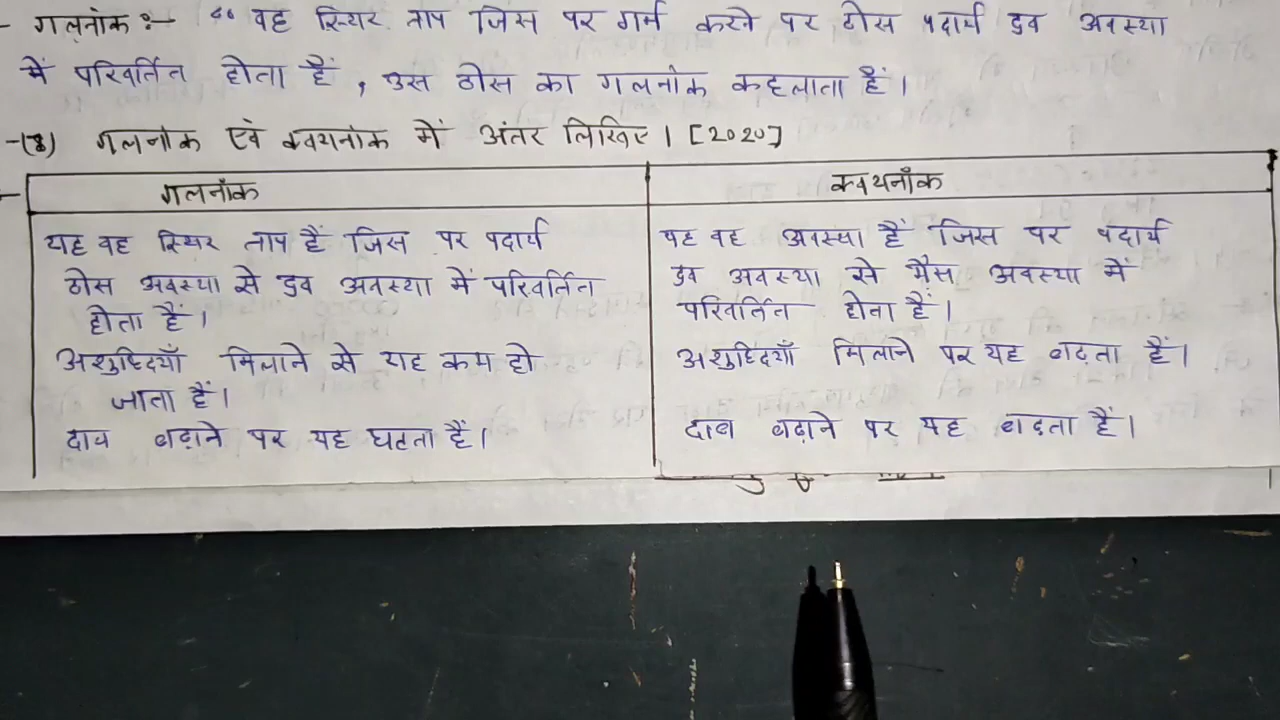 - गलनांक :- “ वह स्थिर ताप जिस पर गर्म करने पर ठोस पदार्थ द्रव अवस्था
में परिवर्तित होता हैं , उस ठोस का गलनांक कहलाता हैं।
-(8) गलनांक एवं क्वथनांक में अंतर लिखिए। [2020]
गलनांक
क्वथनाँक
यह वह स्थिर ताप हैं जिस पर पदार्थ
ठोस अवस्था से द्रव अवस्था में परिवर्तित
होता हैं।
अशुद्धियाँ मिलाने से यह कम हो
जाता हैं।
दाव बढ़ाने पर यह घटता हैं।
यह वह अवस्था हैं जिस पर पदार्थ
द्रव अवस्था से गैस अवस्था में
परिवर्तित होता हैं।
अशुद्धियाँ मिलाने पर यह बढ़ता हैं।
दाब बढ़ाने पर यह बढ़ता हैं।